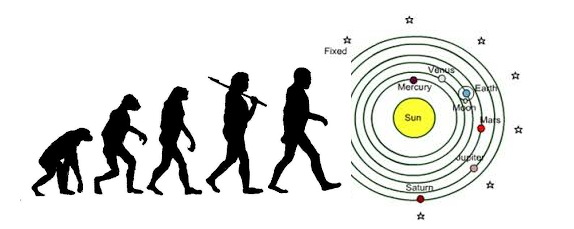 Fixed
Venus
Mercury
Earth
Moon
Sun
Mars
Jupiter
Saturn